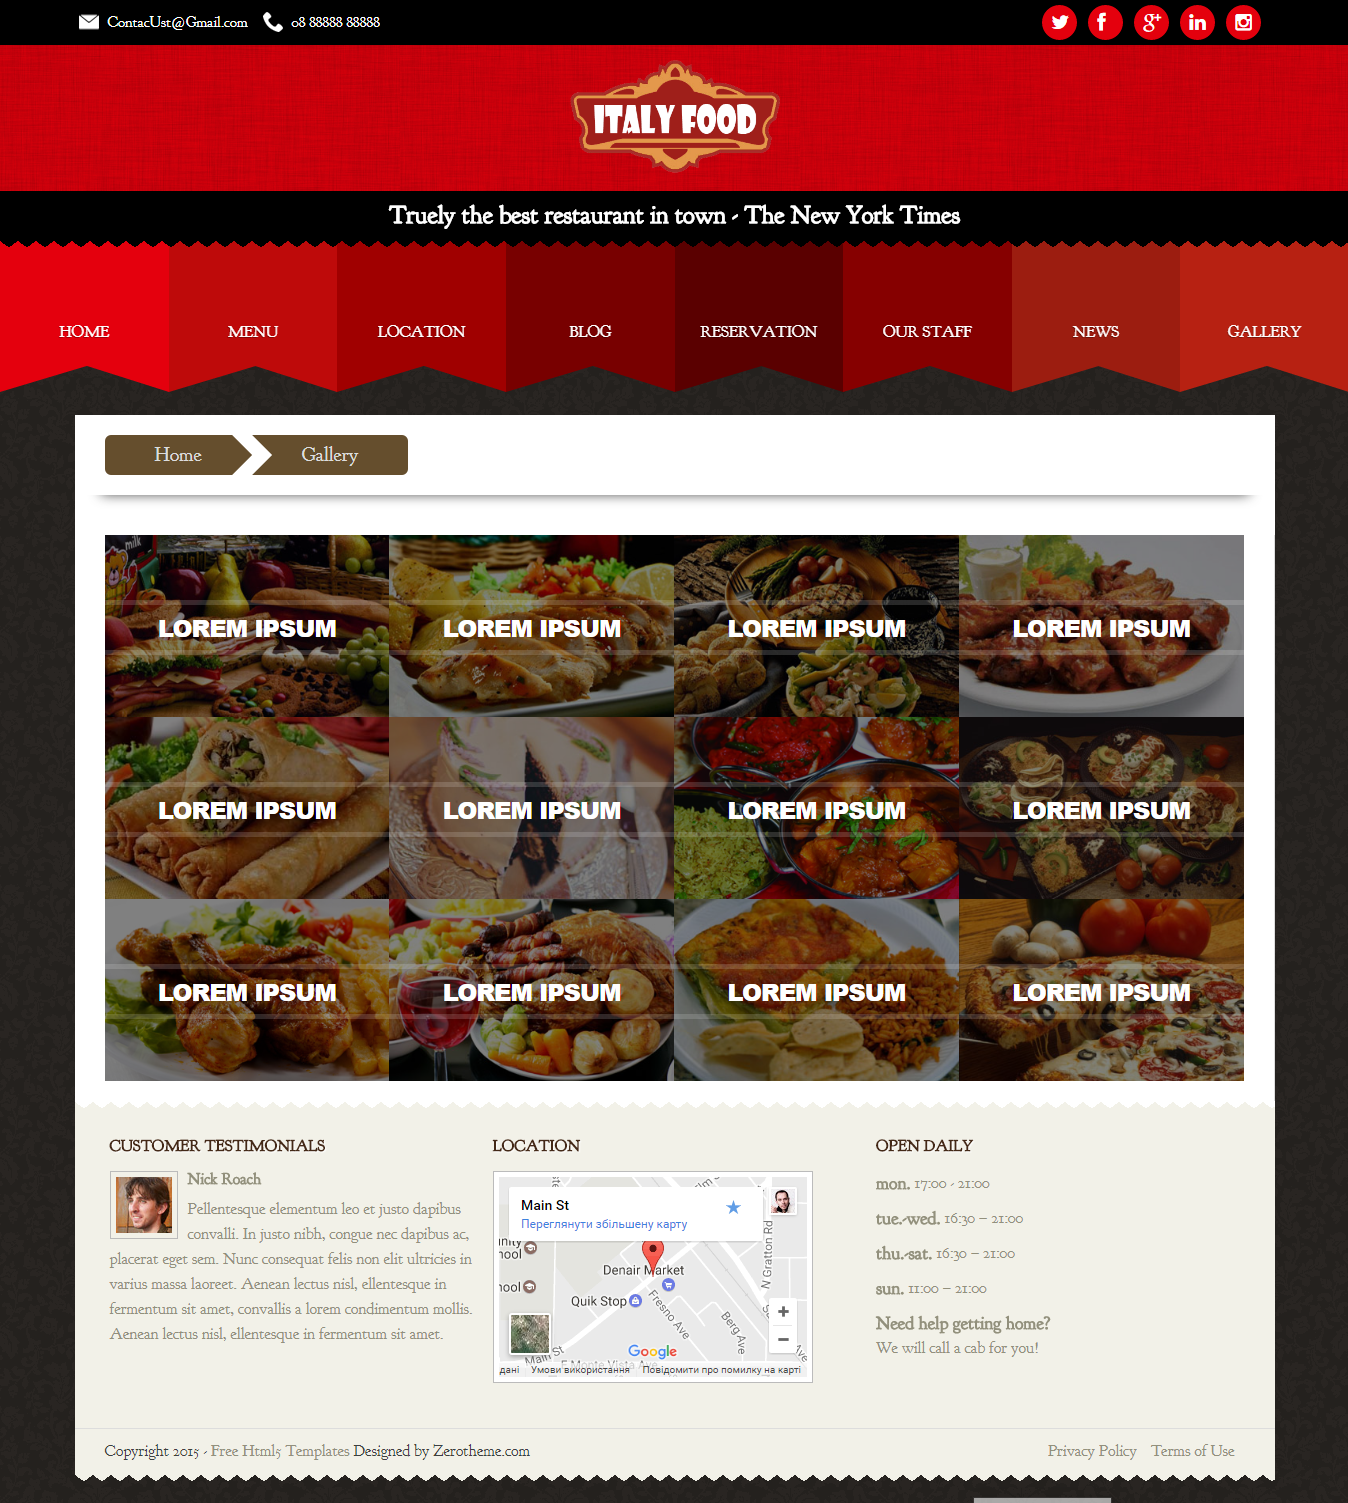 ContacUst@Gmail.com 08 88888 88888
ITALY FOOD
Truely the best restaurant in town - The New York Times
HOME MENU LOCATION BLOG RESERVATION OUR STAFF NEWS GALLERY
Home Gallery
milk
LOREM IPSUM LOREM IPSUM LOREM IPSUM LOREM IPSUM
LOREM IPSUM LOREM IPSUM LOREM IPSUM LOREM IPSUM
LOREM IPSUM LOREM IPSUM LOREM IPSUM LOREM IPSUM
CUSTOMER TESTIMONIALS
Nick Roach
Pellentesque elementum leo et justo dapibus
convalli. In justo nibh, congue nec dapibus ac,
placerat eget sem. Nunc consequat felis non elit ultricies in
varius massa laoreet. Aenean lectus nisl, ellentesque in
fermentum sit amet, convallis a lorem condimentum mollis.
Aenean lectus nisl, ellentesque in fermentum sit amet.
LOCATION
Main St
Переглянути збільшену карту
N Gratton Rd
Denair Market
Quik Stop
Fresno Ave
Berg Ave
Main St
E Monte Vista Ave
Google
дані Умови використання Повідомити про помилку на карті
OPEN DAILY
mon. 17:00 - 21:00
tue.-wed. 16:30 – 21:00
thu.-sat. 16:30 – 21:00
sun. 11:00 – 21:00
Need help getting home?
We will call a cab for you!
Copyright 2015 - Free Html5 Templates Designed by Zerotheme.com
Privacy Policy Terms of Use